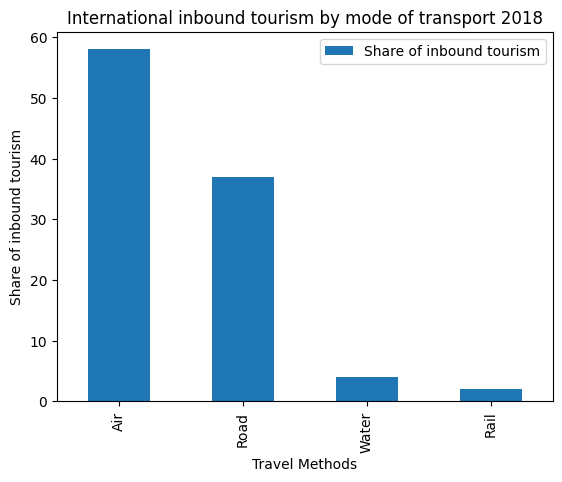 International inbound tourism by mode of transport 2018
Share of inbound tourism
Share of inbound tourism
60
50
40
30
20
10
0
Air
Road
Water
Rail
Travel Methods